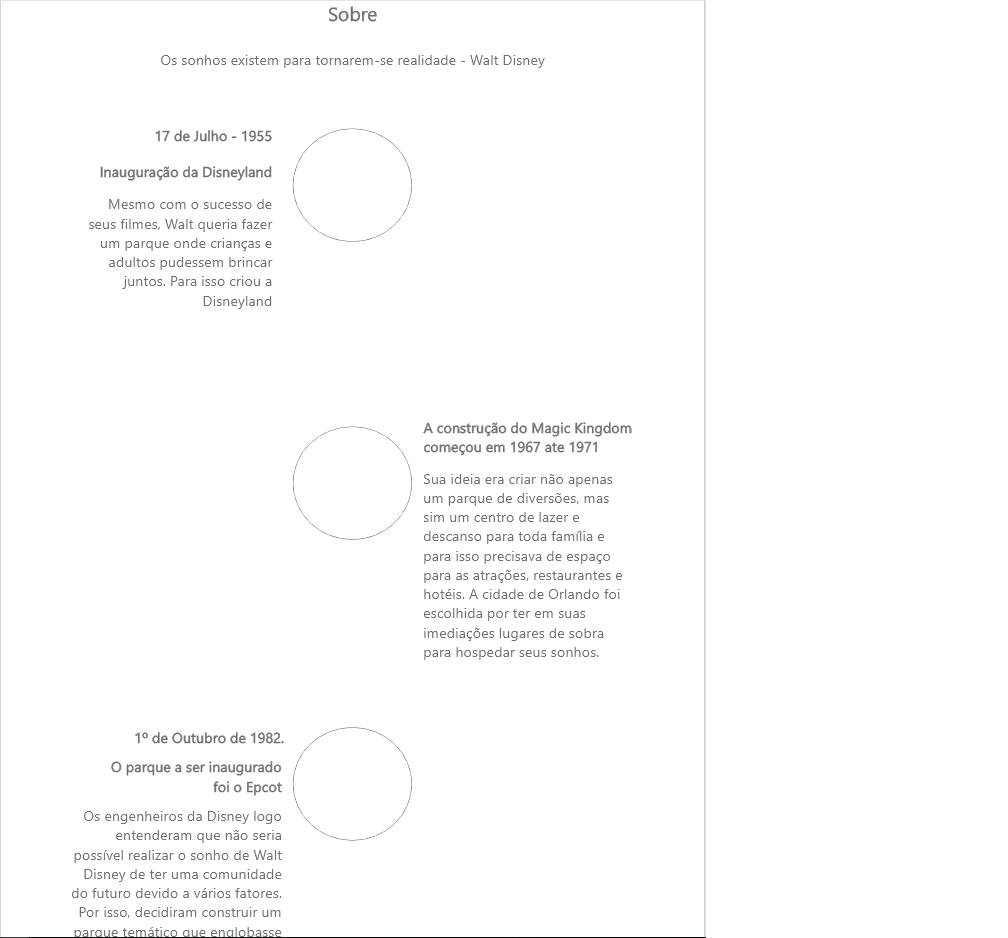 Sobre
Os sonhos existem para tornarem-se realidade - Walt Disney
17 de Julho - 1955
Inauguração da Disneyland
Mesmo com o sucesso de
seus filmes, Walt queria fazer
um parque onde crianças e
adultos pudessem brincar
juntos. Para isso criou a
Disneyland
A construção do Magic Kingdom
começou em 1967 ate 1971
Sua ideia era criar não apenas
um parque de diversões, mas
sim um centro de lazer e
descanso para toda família e
para isso precisava de espaço
para as atrações, restaurantes e
hotéis. A cidade de Orlando foi
escolhida por ter em suas
imediações lugares de sobra
para hospedar seus sonhos.
1º de Outubro de 1982.
O parque a ser inaugurado
foi o Epcot
Os engenheiros da Disney logo
entenderam que não seria
possível realizar o sonho de Walt
Disney de ter uma comunidade
do futuro devido a vários fatores.
Por isso, decidiram construir um
parque temático que englobasse